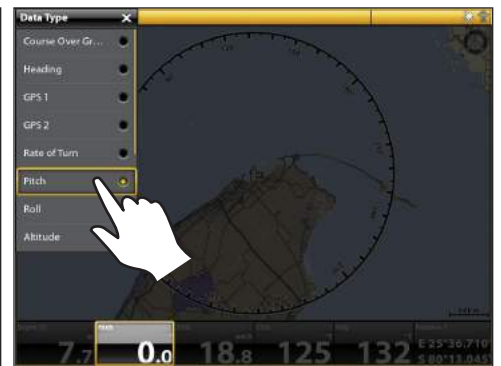 Data Type
Course Over Gr...
Heading
GPS 1
GPS 2
Rate of Turn
Pitch
Roll
Altitude
Pitch
7.7
0.0
18.8
125
132
E 25°36.710'
S 80°13.045'